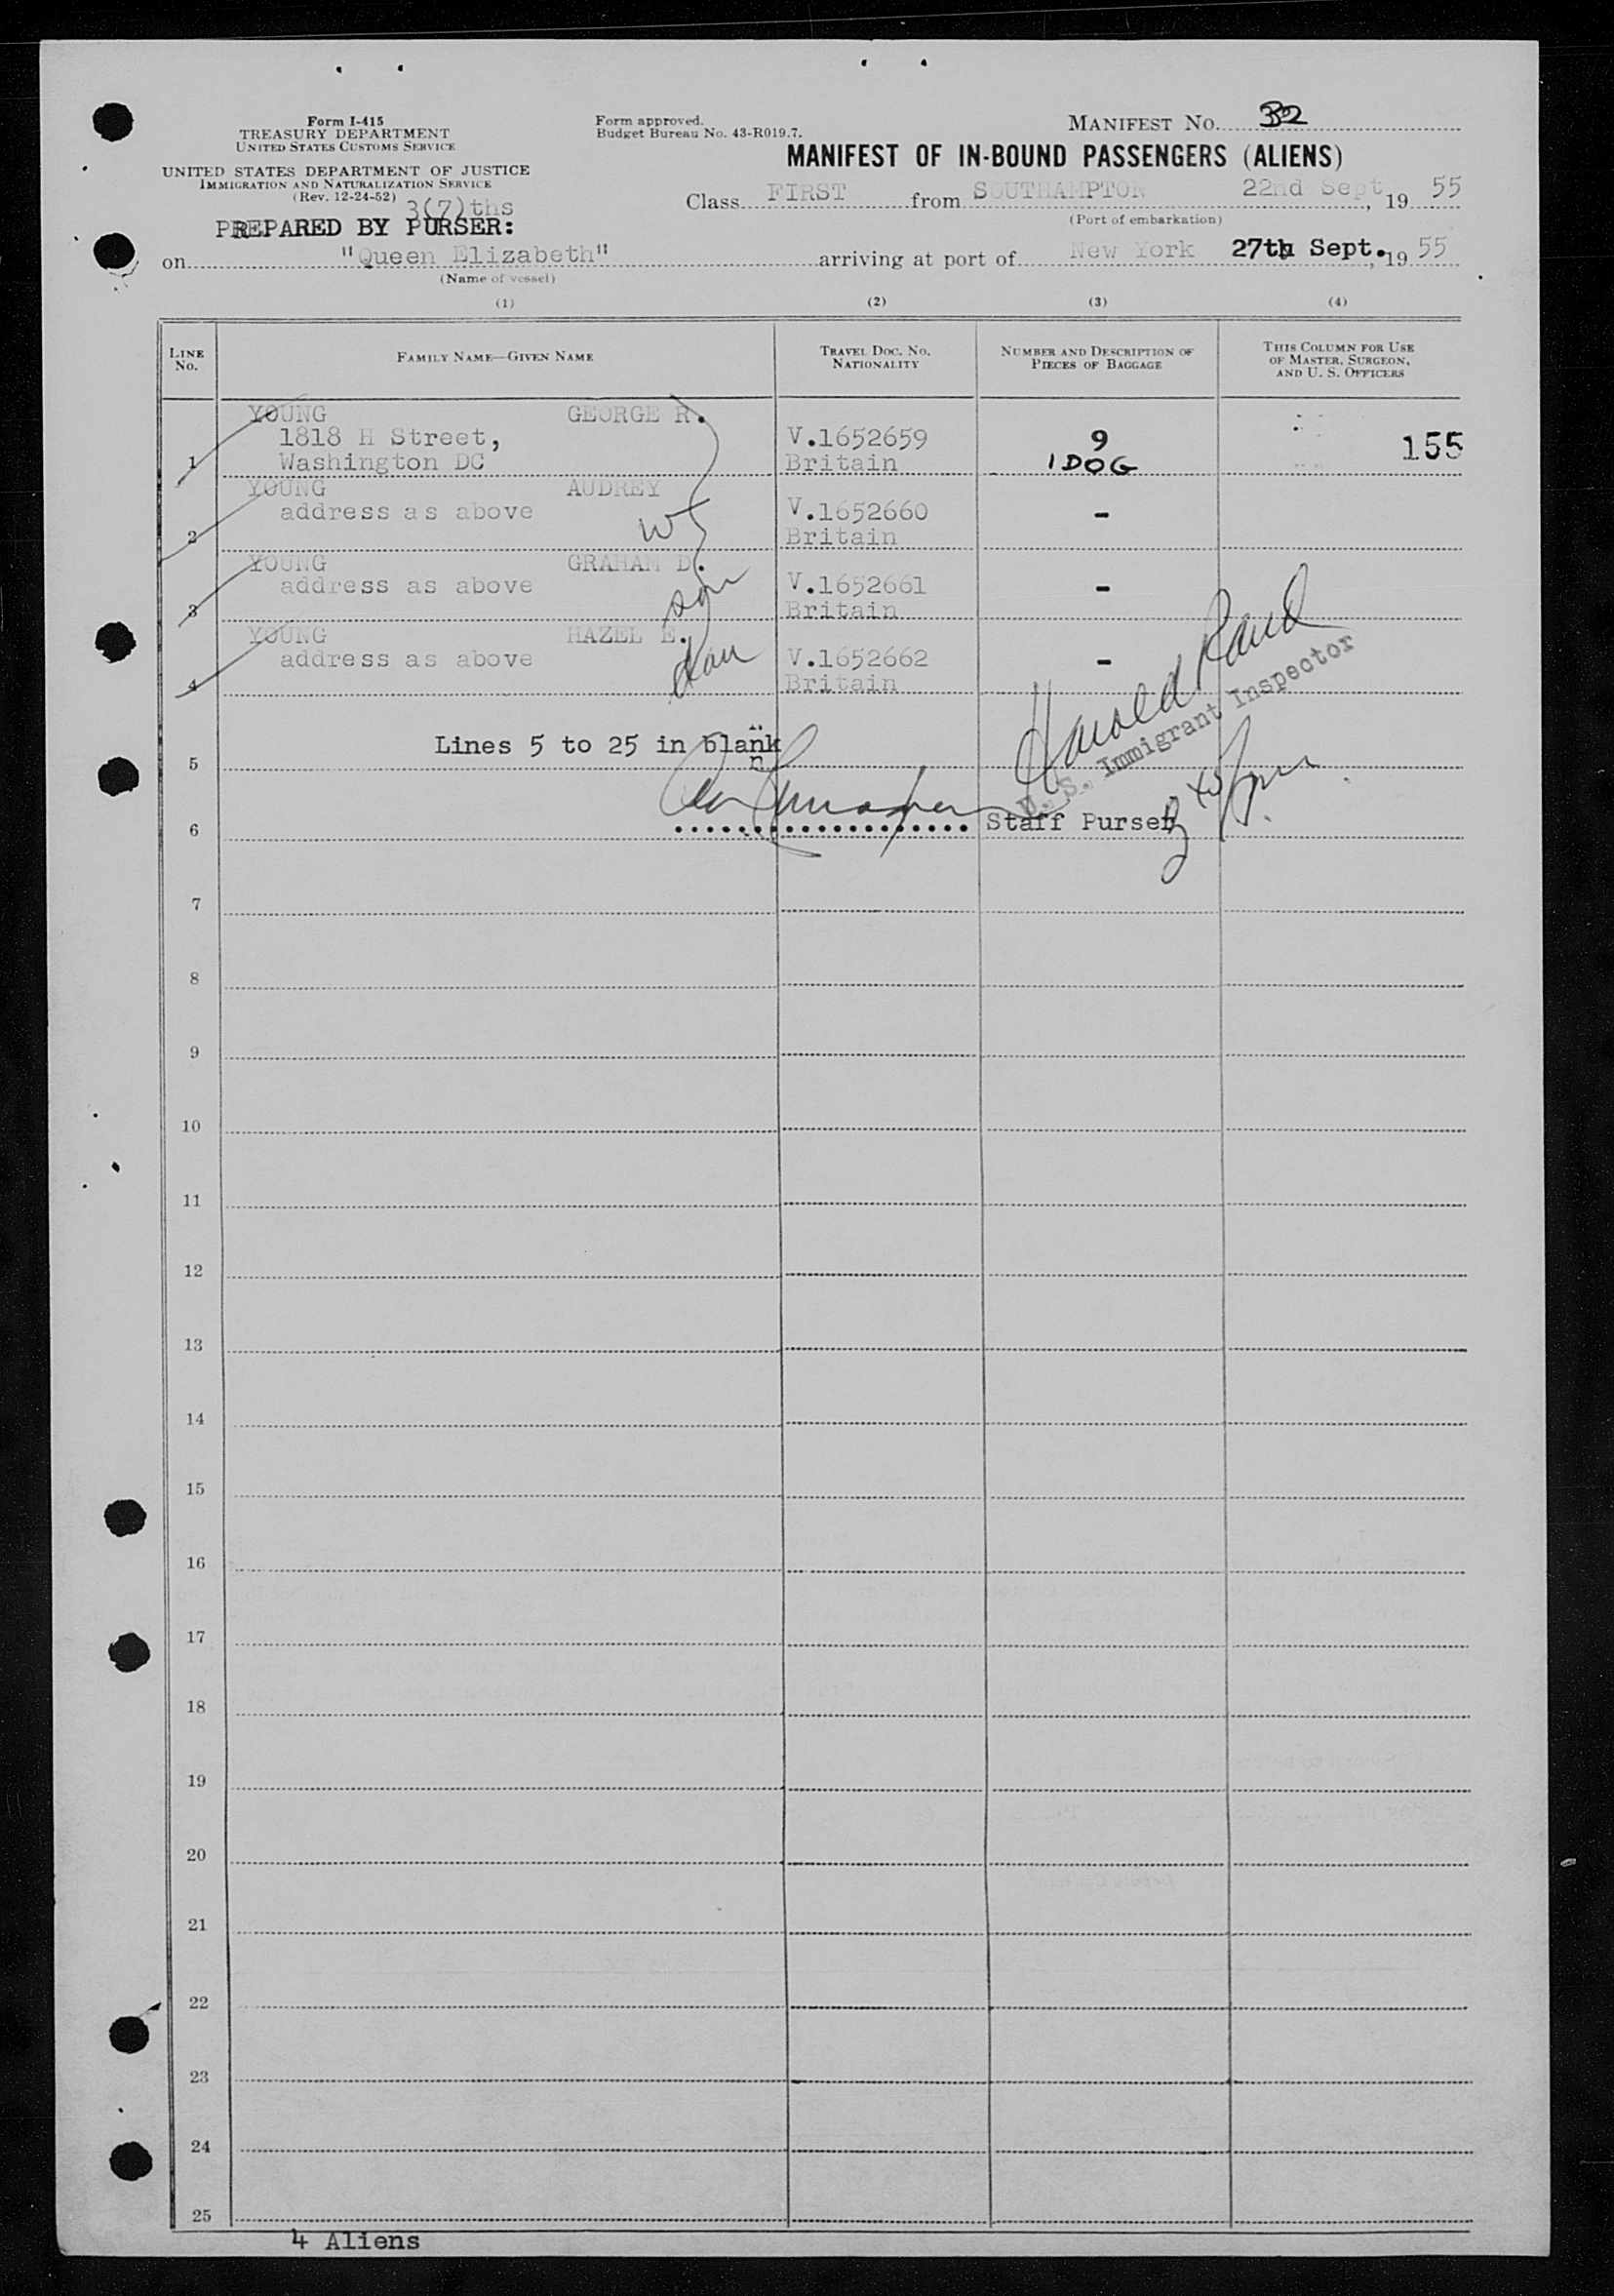 Form I-415
TREASURY DEPARTMENT
UNITED STATES CUSTOMS SERVICE
UNITED STATES DEPARTMENT OF JUSTICE
IMMIGRATION AND NATURALIZATION SERVICE
(Rev. 12-24-52)
3(7)ths
PREPARED BY PURSER:
Form approved.
Budget Bureau No. 43-R019.7.
MANIFEST NO.
MANIFEST OF IN-BOUND PASSENGERS (ALIENS)
Class FIRST from SOUTHAMPTON 22nd Sept, 19 55
(Port of embarkation)
on "Queen Elizabeth" arriving at port of New York 27th Sept., 19 55
(Name of vessel)
(1) (2) (3) (4)
LINE NO. FAMILY NAME—GIVEN NAME TRAVEL DOC. NO. NATIONALITY NUMBER AND DESCRIPTION OF PIECES OF BAGGAGE THIS COLUMN FOR USE OF MASTER, SURGEON, AND U. S. OFFICERS
YOUNG GEORGE R.
1818 H Street, V.1652659 9 155
1 Washington DC Britain 1 DOG
YOUNG AUDREY
address as above V.1652660 -
2 Britain
YOUNG GRAHAM D.
address as above son V.1652661 -
3 Britain
YOUNG HAZEL E.
address as above dau V.1652662 -
4 Britain
Harold Rand
U. S. Immigrant Inspector
Lines 5 to 25 in blank
5
6 Staff Purser
7
8
9
10
11
12
13
14
15
16
17
18
19
20
21
22
23
24
25
4 Aliens